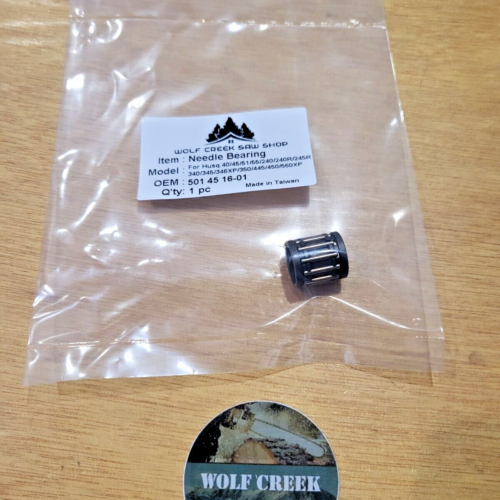 WOLF CREEK SAW SHOP
Item : Needle Bearing
Model : For Husq 40/45/51/55/240/240R/245R
340/345/346XP/350/445/450/560XP
OEM : 501 45 16-01
Q'ty: 1 pc
Made in Taiwan
WOLF CREEK